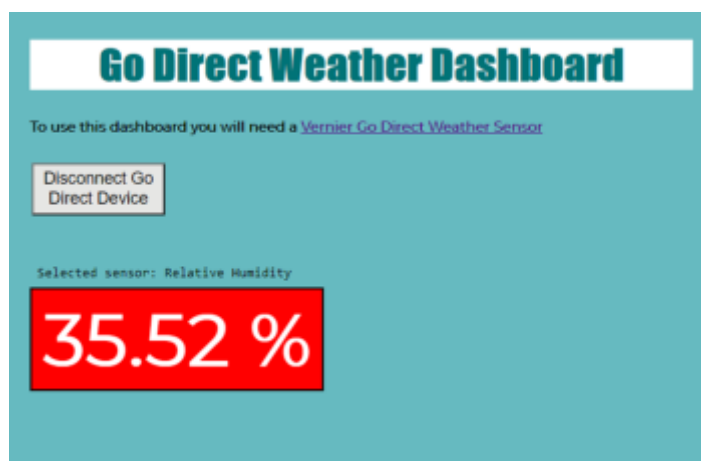 Go Direct Weather Dashboard
To use this dashboard you will need a Vernier Go Direct Weather Sensor
Disconnect Go
Direct Device
Selected sensor: Relative Humidity
35.52 %